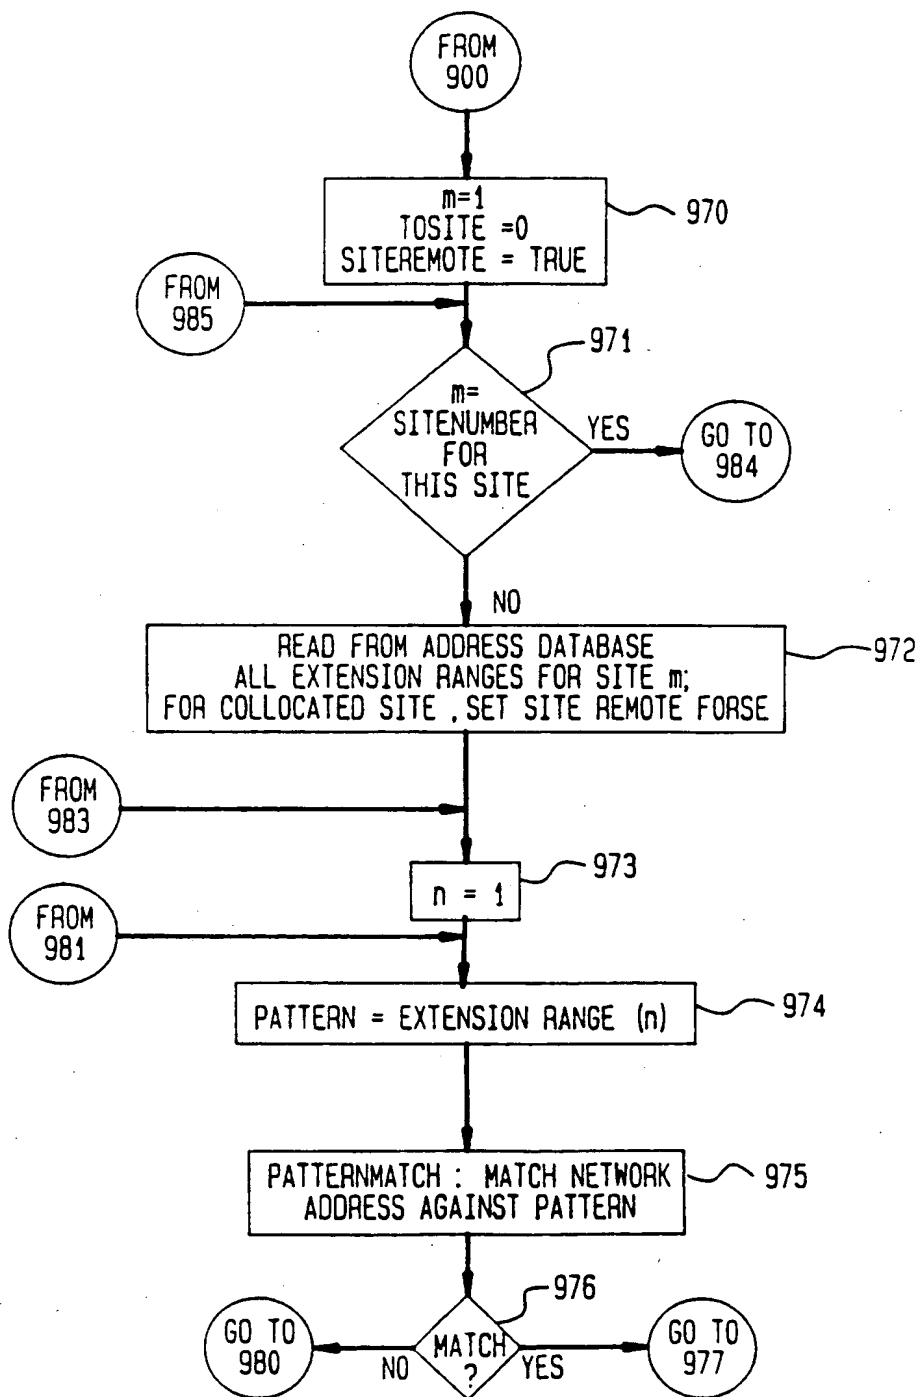 FROM
900
m=1
TOSITE =0
SITEREMOTE = TRUE
970
FROM
985
971
m=
SITENUMBER
FOR
THIS SITE
YES
GO TO
984
NO
READ FROM ADDRESS DATABASE
ALL EXTENSION RANGES FOR SITE m;
FOR COLLOCATED SITE , SET SITE REMOTE FORSE
972
FROM
983
973
n = 1
FROM
981
PATTERN = EXTENSION RANGE (n)
974
PATTERNMATCH : MATCH NETWORK
ADDRESS AGAINST PATTERN
975
976
GO TO
980
NO
MATCH
?
YES
GO TO
977